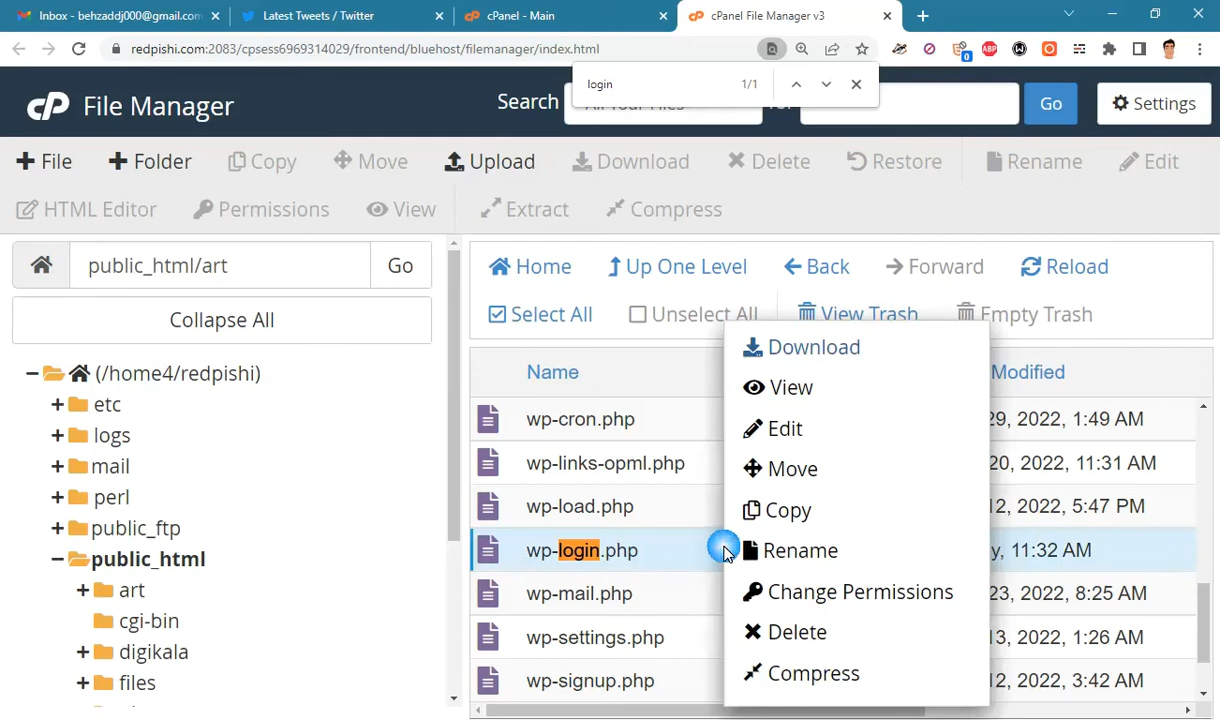 Inbox - behzaddj000@gmail.com
Latest Tweets / Twitter
cPanel - Main
cPanel File Manager v3
redpishi.com:2083/cpsess6969314029/frontend/bluehost/filemanager/index.html
login 1/1
File Manager
Search
Go
Settings
File Folder Copy Move Upload Download Delete Restore Rename Edit
HTML Editor Permissions View Extract Compress
public_html/art Go
Collapse All
(/home4/redpishi)
etc
logs
mail
perl
public_ftp
public_html
art
cgi-bin
digikala
files
Home Up One Level Back Forward Reload
Select All Unselect All View Trash Empty Trash
Name Modified
wp-cron.php 29, 2022, 1:49 AM
wp-links-opml.php 20, 2022, 11:31 AM
wp-load.php 12, 2022, 5:47 PM
wp-login.php y, 11:32 AM
wp-mail.php 23, 2022, 8:25 AM
wp-settings.php 13, 2022, 1:26 AM
wp-signup.php 12, 2022, 3:42 AM
Download
View
Edit
Move
Copy
Rename
Change Permissions
Delete
Compress